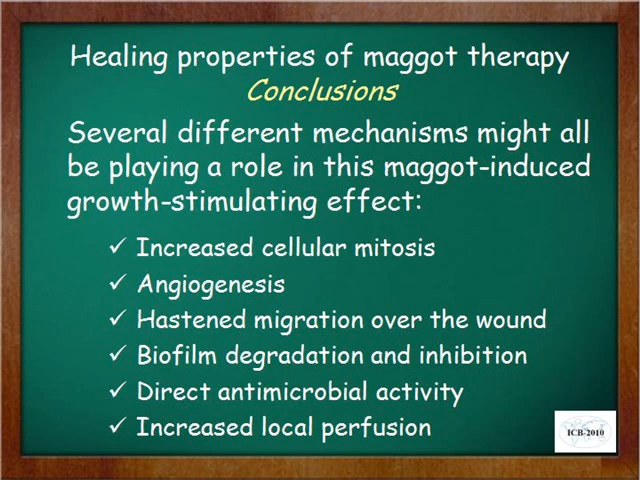 Healing properties of maggot therapy
Conclusions
Several different mechanisms might all
be playing a role in this maggot-induced
growth-stimulating effect:
✓ Increased cellular mitosis
✓ Angiogenesis
✓ Hastened migration over the wound
✓ Biofilm degradation and inhibition
✓ Direct antimicrobial activity
✓ Increased local perfusion
ICB-2010